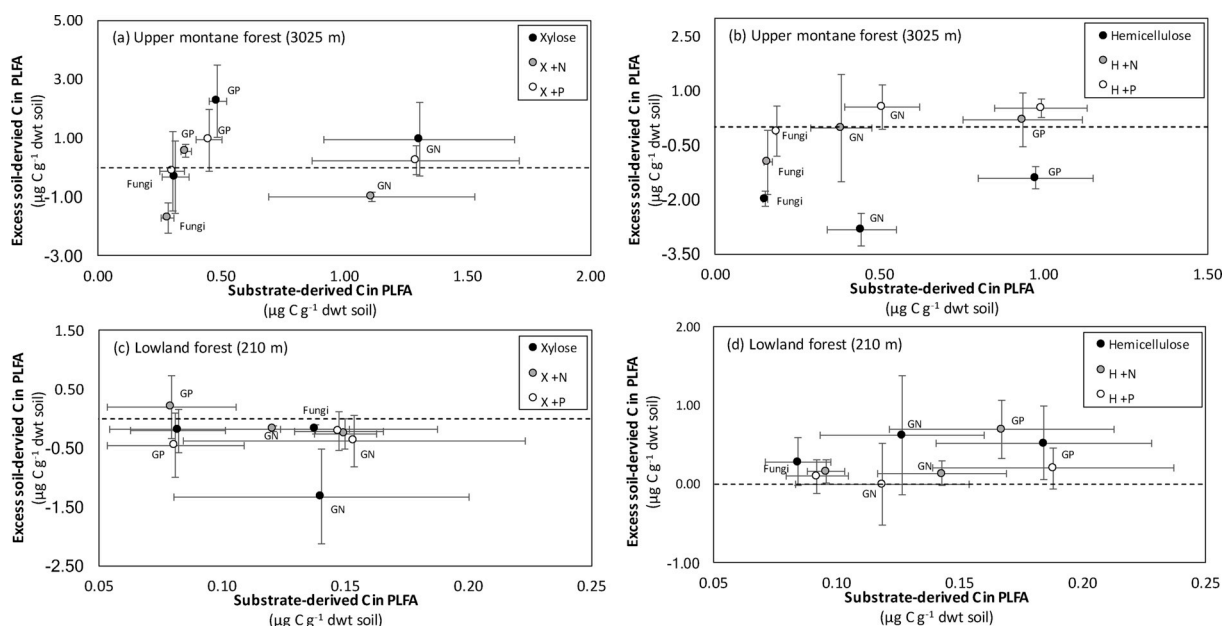 (a) Upper montane forest (3025 m)
Excess soil-dervied C in PLFA
(µg C g-1 dwt soil)
5.00
3.00
1.00
-1.00
-3.00
0.00 0.50 1.00 1.50 2.00
Substrate-derived C in PLFA
(µg C g-1 dwt soil)
Xylose
X +N
X +P
GP
GP
GP
GN
GN
Fungi
Fungi
(b) Upper montane forest (3025 m)
Excess soil-dervied C in PLFA
(µg C g-1 dwt soil)
2.50
0.50
-0.50
-2.00
-3.50
0.00 0.50 1.00 1.50
Substrate-derived C in PLFA
(µg C g-1 dwt soil)
Hemicellulose
H +N
H +P
Fungi
Fungi
Fungi
GN
GN
GN
GP
GP
(c) Lowland forest (210 m)
Excess soil-dervied C in PLFA
(µg C g-1 dwt soil)
1.50
0.50
-0.50
-1.50
-2.50
0.05 0.10 0.15 0.20 0.25
Substrate-derived C in PLFA
(µg C g-1 dwt soil)
Xylose
X +N
X +P
GP
GP
Fungi
GN
GN
GN
(d) Lowland forest (210 m)
Excess soil-dervied C in PLFA
(µg C g-1 dwt soil)
2.00
1.00
0.00
-1.00
0.05 0.10 0.15 0.20 0.25
Substrate-derived C in PLFA
(µg C g-1 dwt soil)
Hemicellulose
H +N
H +P
Fungi
GN
GN
GP
GP